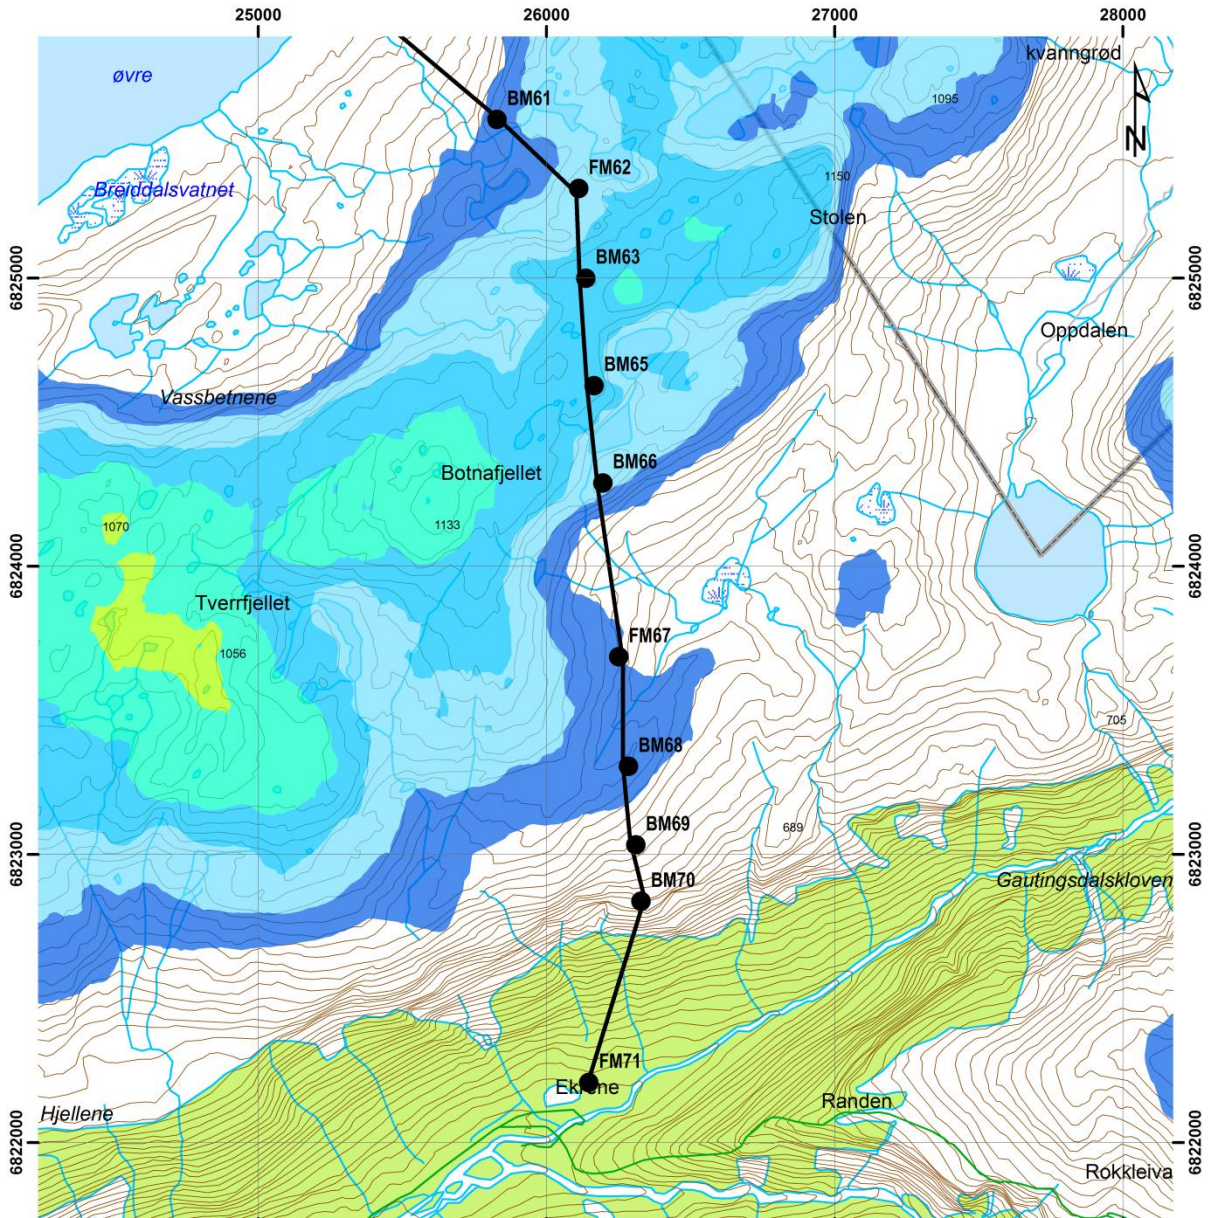 25000
26000
27000
28000
øvre
kvanngrød
BM61
1095
N
FM62
1150
Breiddalsvatnet
Stolen
6825000
BM63
6825000
Oppdalen
BM65
Vassbetnene
BM66
Botnafjellet
1070
1133
6824000
6824000
Tverrfjellet
FM67
1056
705
BM68
689
BM69
6823000
6823000
BM70
Gautingsdalskloven
FM71
Ekrene
Hjellene
Randen
6822000
6822000
Rokkleiva